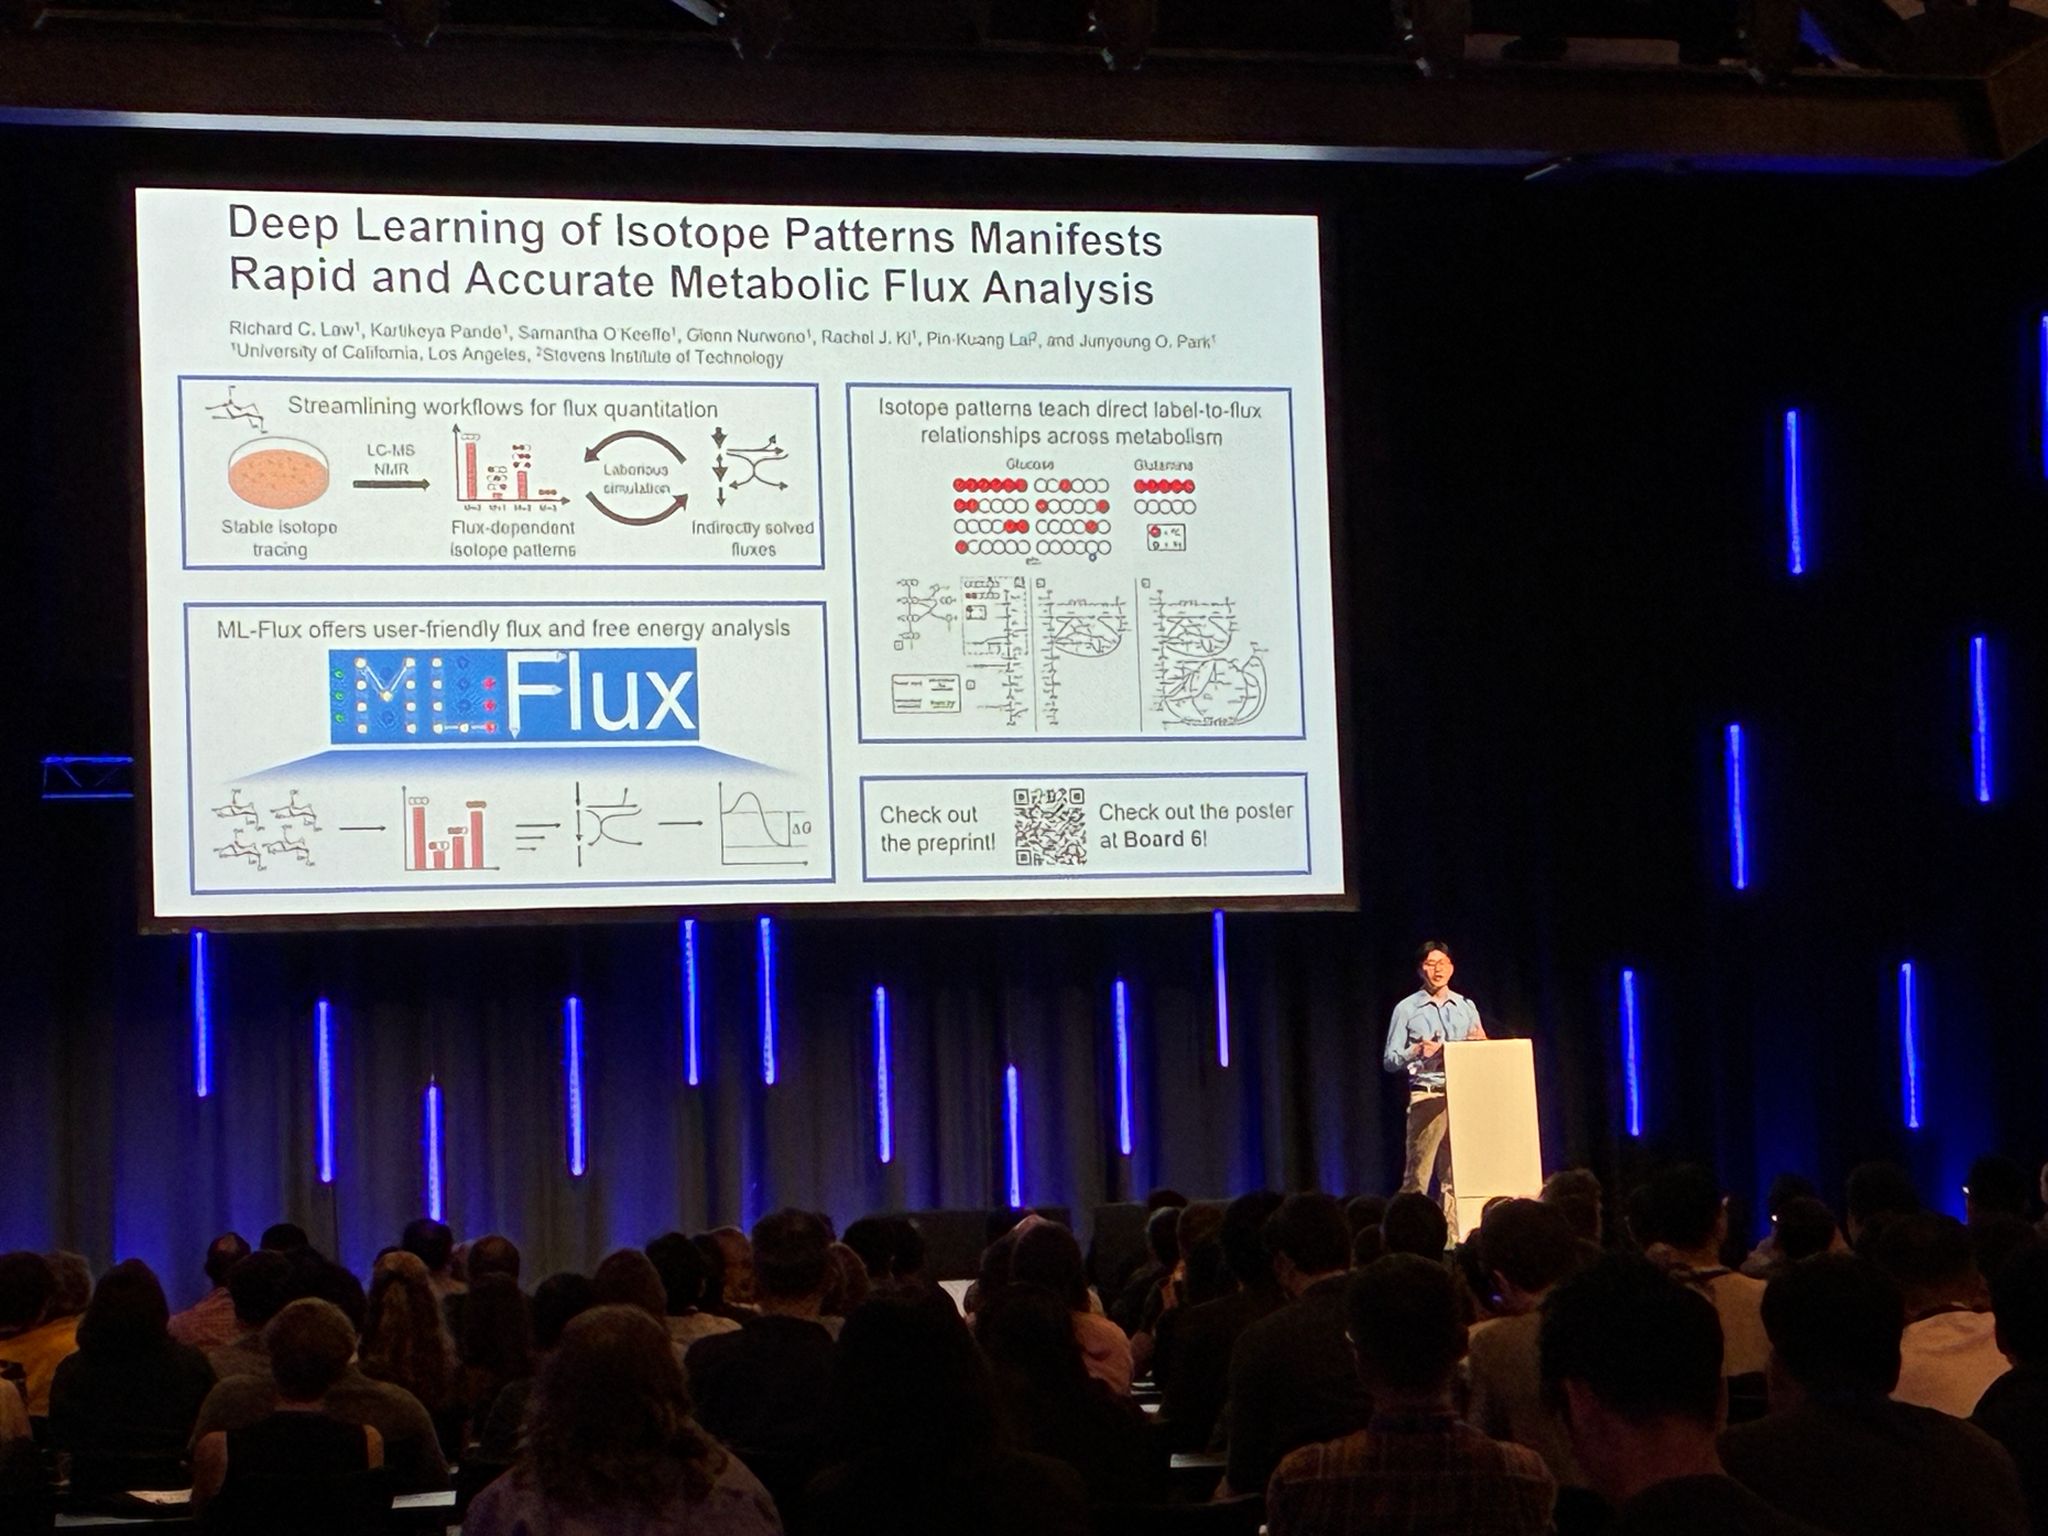 Deep Learning of Isotope Patterns Manifests
Rapid and Accurate Metabolic Flux Analysis
Richard C. Law¹, Kartikeya Pande¹, Samantha O'Keeffe¹, Glenn Nurwono¹, Rachel J. Ki¹, Pin-Kuang Lai², and Junyoung O. Park¹
¹University of California, Los Angeles, ²Stevens Institute of Technology
Streamlining workflows for flux quantitation
LC-MS
NMR
Laborious
simulation
Stable isotope
tracing
Flux-dependent
isotope patterns
Indirectly solved
fluxes
ML-Flux offers user-friendly flux and free energy analysis
ML-Flux
ΔG
Isotope patterns teach direct label-to-flux
relationships across metabolism
Glucose
Glutamine
etc
Check out
the preprint!
Check out the poster
at Board 6!